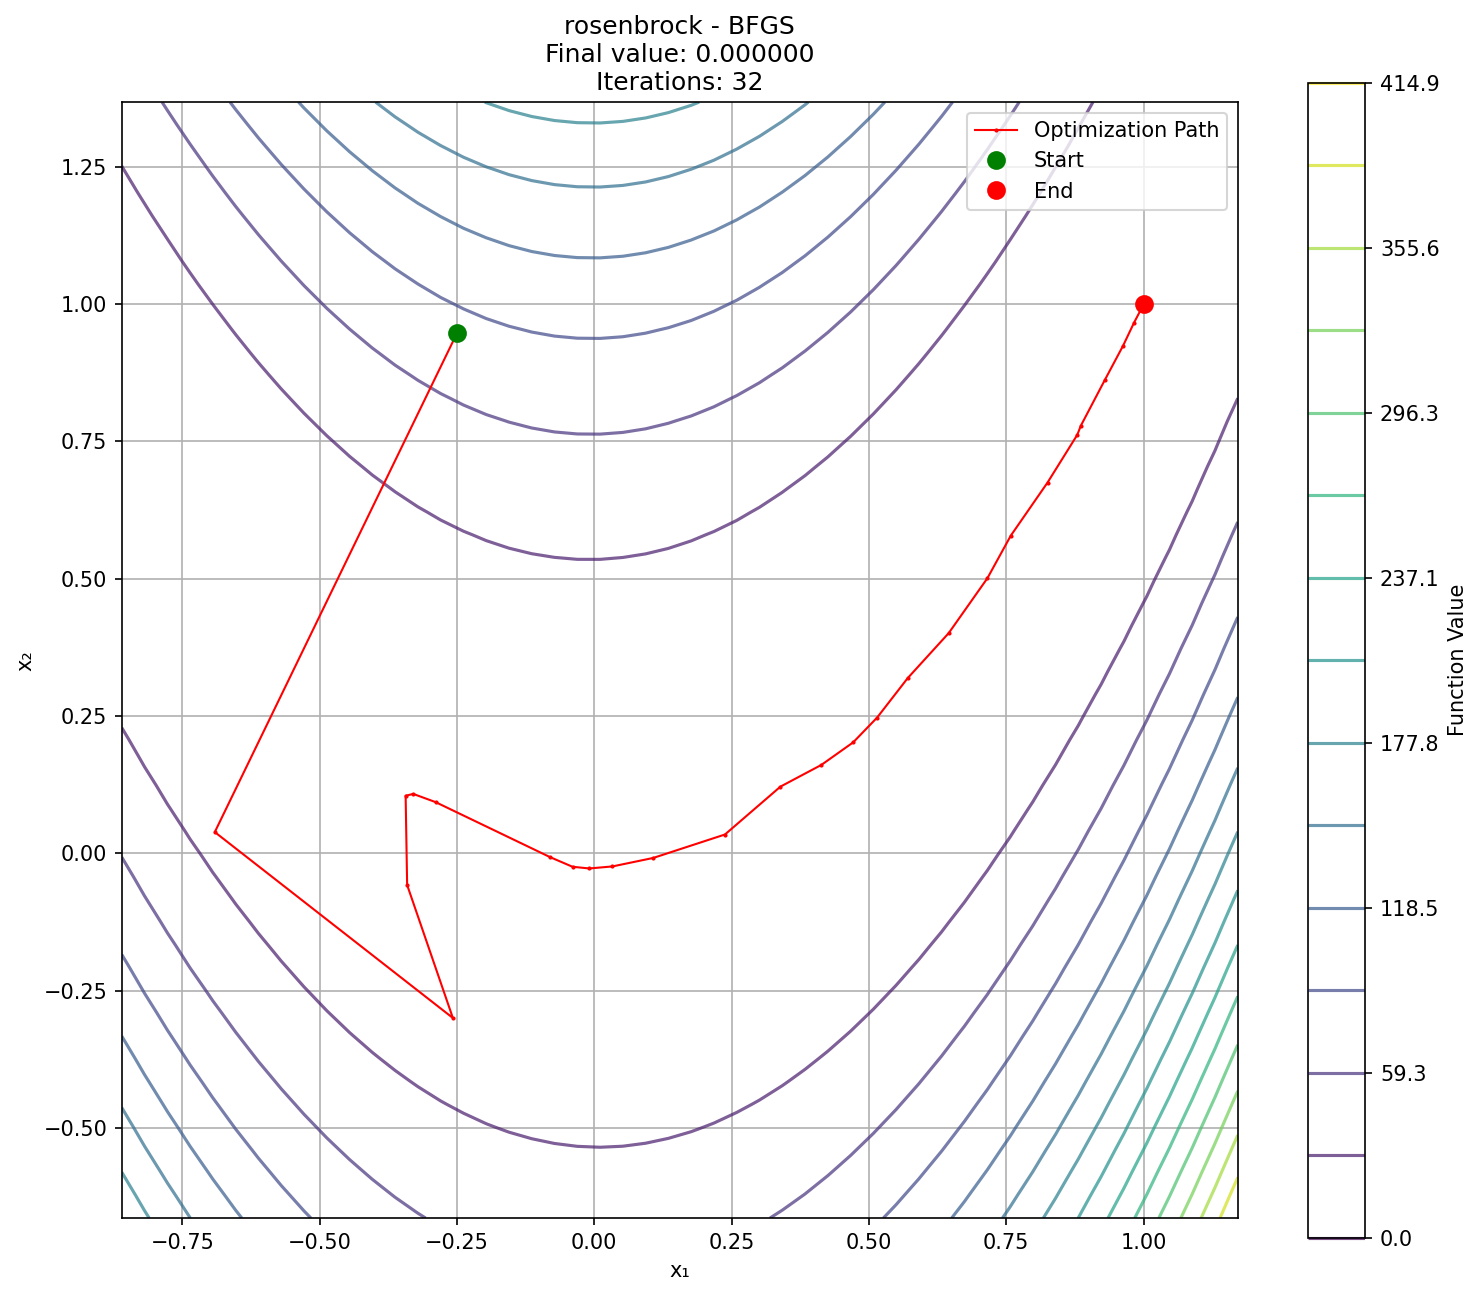 rosenbrock - BFGS
Final value: 0.000000
Iterations: 32
Optimization Path
Start
End
1.25
1.00
0.75
0.50
0.25
0.00
−0.25
−0.50
x₂
−0.75
−0.50
−0.25
0.00
0.25
0.50
0.75
1.00
x₁
414.9
355.6
296.3
237.1
177.8
118.5
59.3
0.0
Function Value